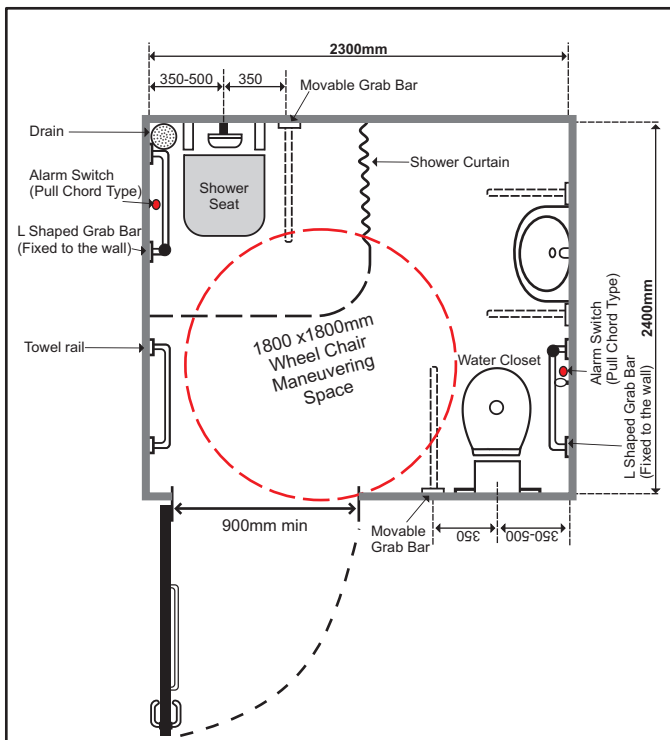 2300mm
350-500
350
Movable Grab Bar
Drain
Shower Curtain
Alarm Switch
(Pull Chord Type)
Shower
Seat
L Shaped Grab Bar
(Fixed to the wall)
2400mm
1800 x1800mm
Wheel Chair
Maneuvering
Space
Towel rail
Water Closet
Alarm Switch
(Pull Chord Type)
L Shaped Grab Bar
(Fixed to the wall)
900mm min
Movable
Grab Bar
350
350-500